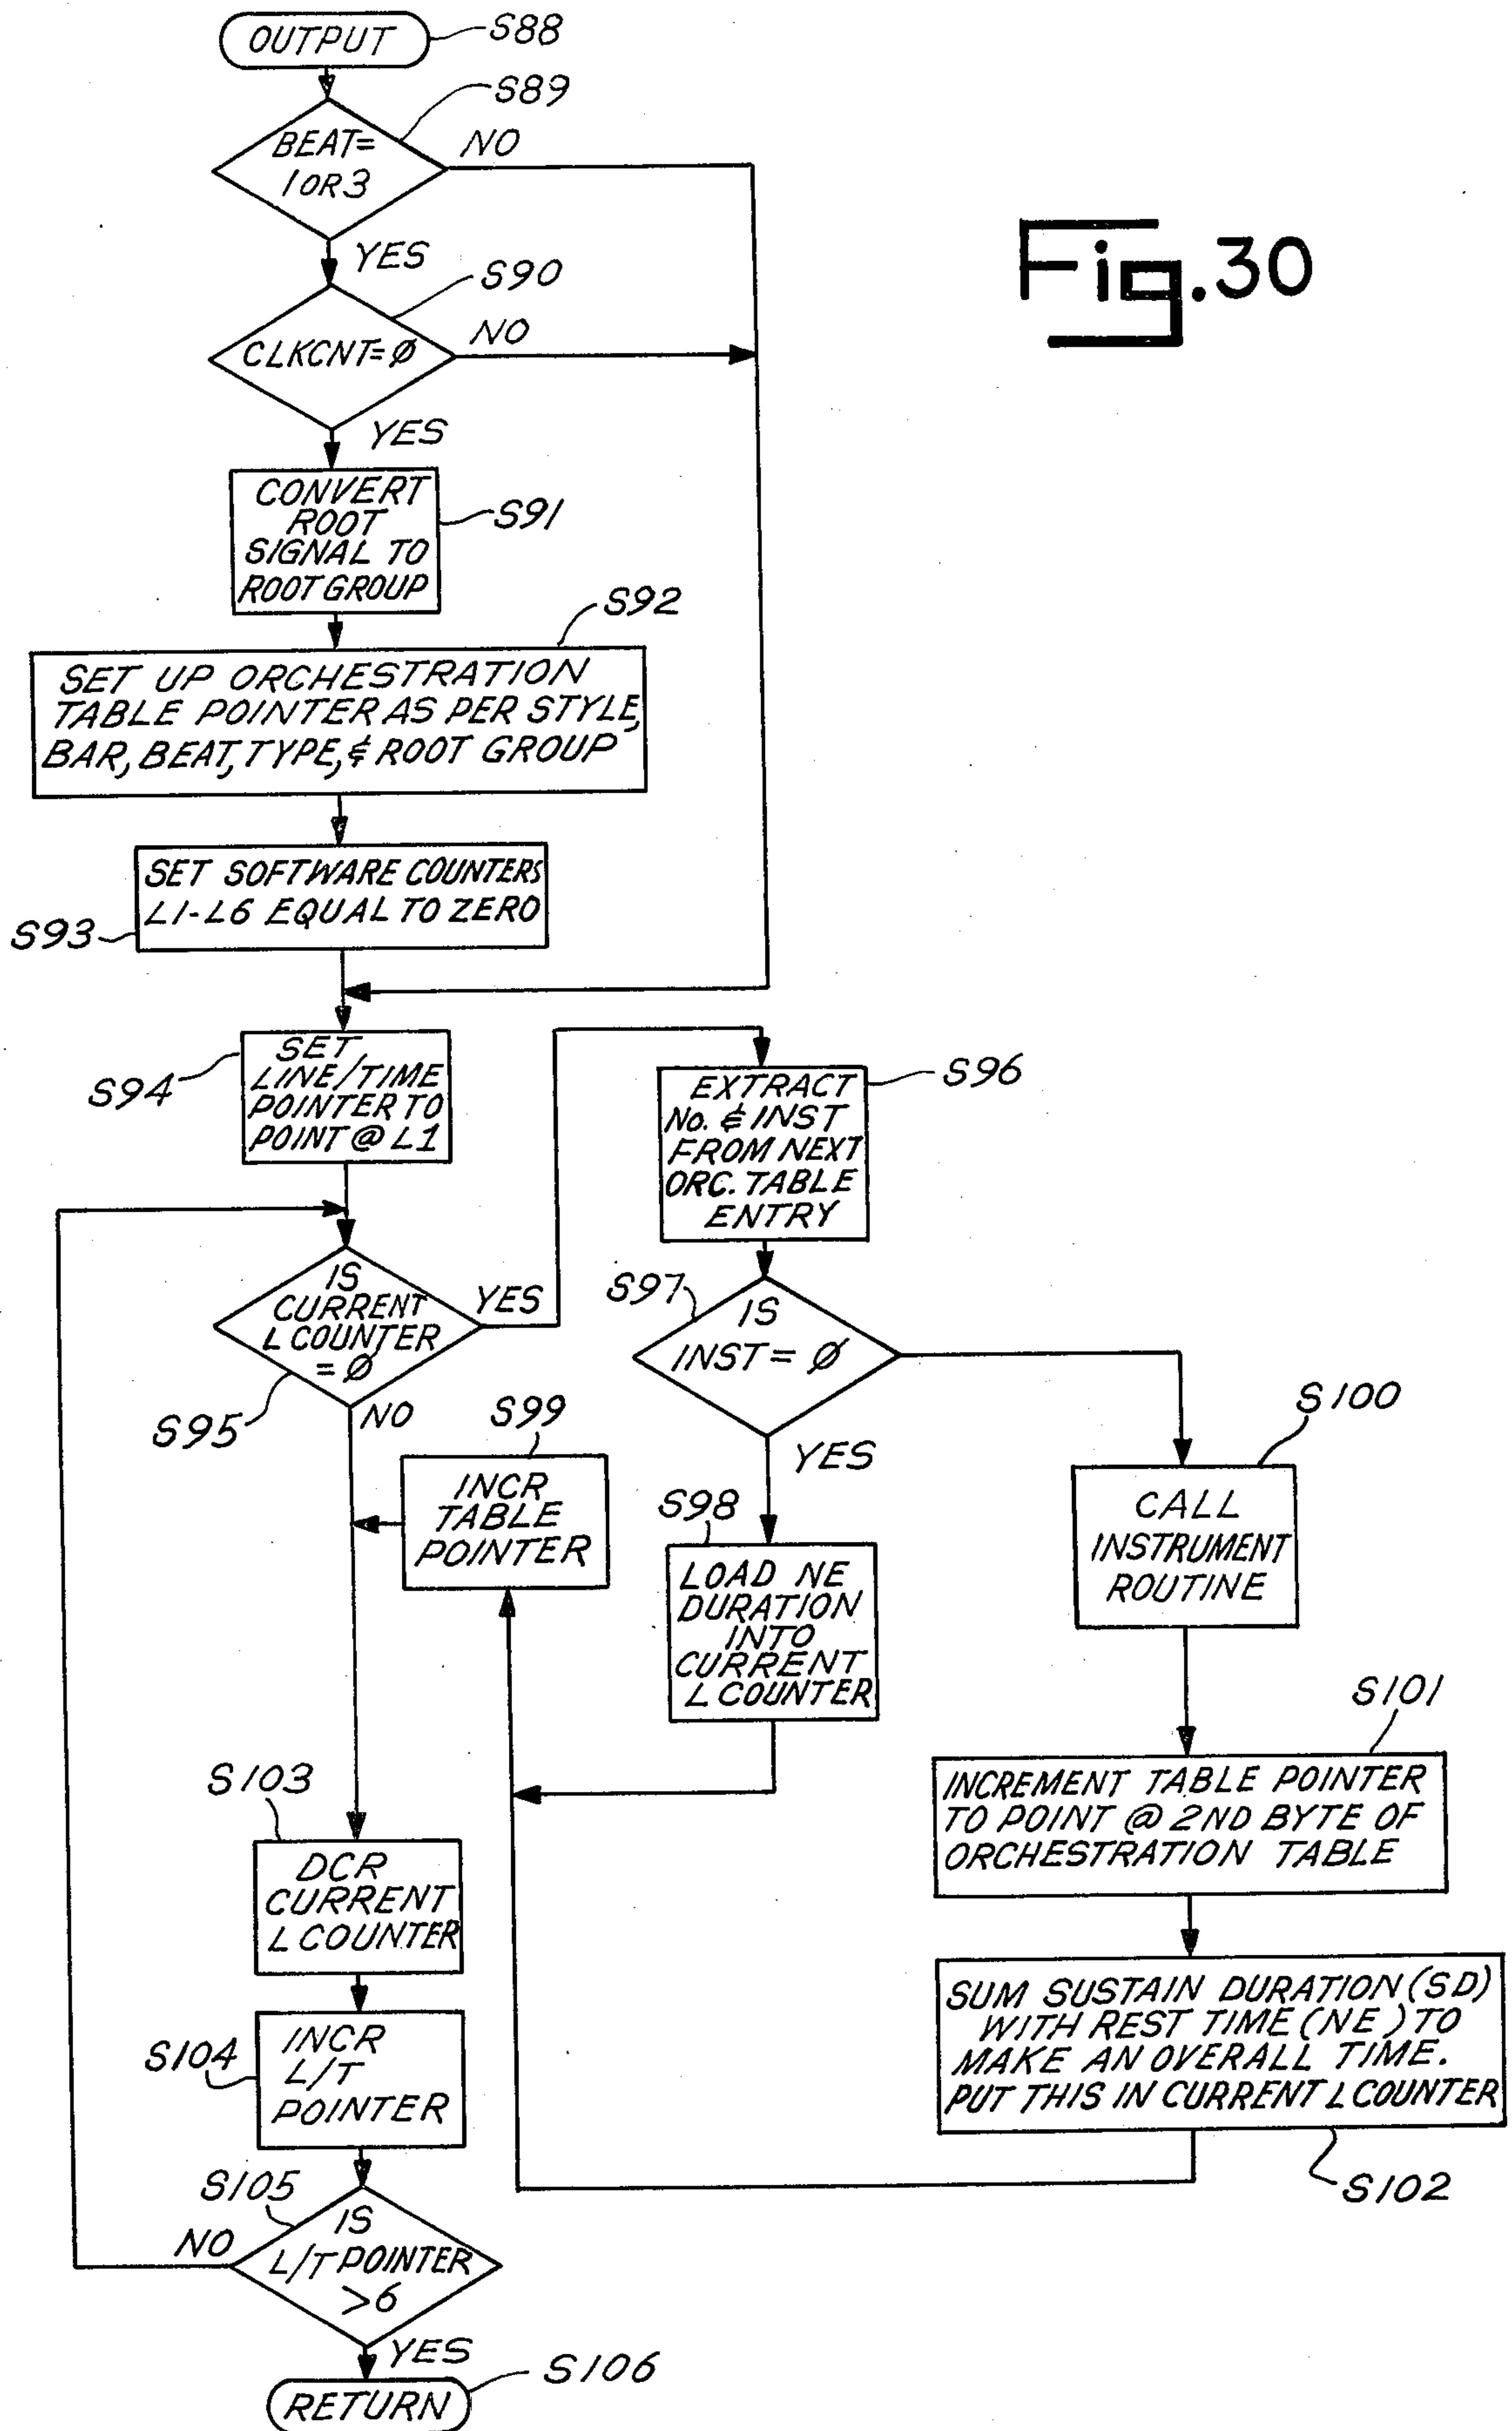 OUTPUT
S88
S89
BEAT=
1 OR 3
NO
YES
S90
CLKCNT=Ø
NO
YES
Fig. 30
CONVERT
ROOT
SIGNAL TO
ROOT GROUP
S91
S92
SET UP ORCHESTRATION
TABLE POINTER AS PER STYLE,
BAR, BEAT, TYPE, & ROOT GROUP
SET SOFTWARE COUNTERS
L1-L6 EQUAL TO ZERO
S93
S94
SET
LINE/TIME
POINTER TO
POINT @ L1
S96
EXTRACT
No. & INST
FROM NEXT
ORC. TABLE
ENTRY
IS
CURRENT
L COUNTER
= Ø
YES
S95
NO
S97
IS
INST = Ø
YES
S99
INCR
TABLE
POINTER
S98
LOAD NE
DURATION
INTO
CURRENT
L COUNTER
S100
CALL
INSTRUMENT
ROUTINE
S101
INCREMENT TABLE POINTER
TO POINT @ 2ND BYTE OF
ORCHESTRATION TABLE
SUM SUSTAIN DURATION (SD)
WITH REST TIME (NE) TO
MAKE AN OVERALL TIME.
PUT THIS IN CURRENT L COUNTER
S102
S103
DCR
CURRENT
L COUNTER
S104
INCR
L/T
POINTER
S105
IS
L/T POINTER
>6
NO
YES
RETURN
S106